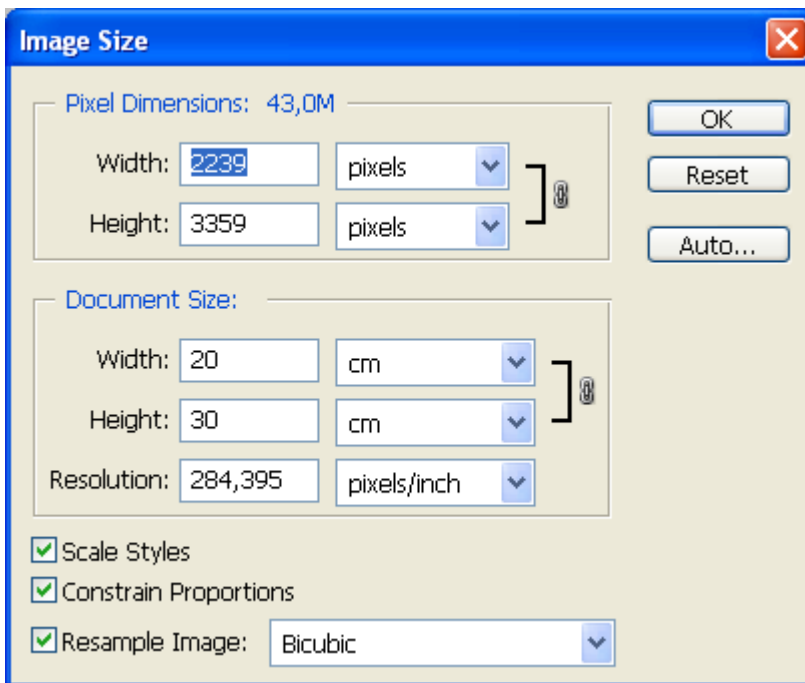 Image Size
Pixel Dimensions: 43,0M
OK
Width: 2239 pixels
Reset
Height: 3359 pixels
Auto...
Document Size:
Width: 20 cm
Height: 30 cm
Resolution: 284,395 pixels/inch
Scale Styles
Constrain Proportions
Resample Image: Bicubic